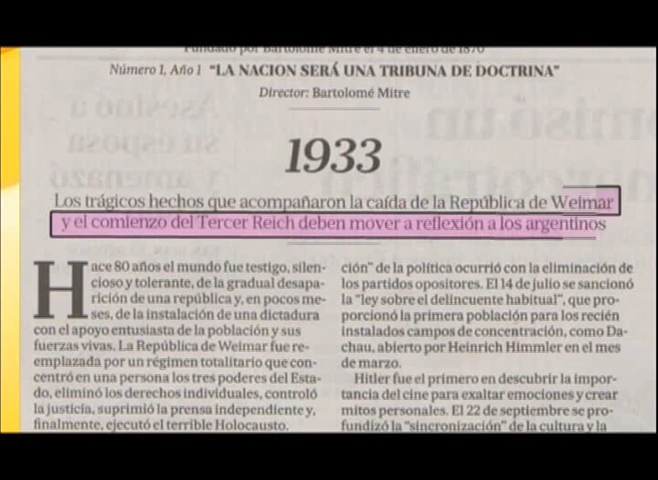 Fundado por Bartolomé Mitre el 4 de enero de 1870
Número 1, Año 1 "LA NACION SERÁ UNA TRIBUNA DE DOCTRINA"
Director: Bartolomé Mitre
1933
Los trágicos hechos que acompañaron la caída de la República de Weimar
y el comienzo del Tercer Reich deben mover a reflexión a los argentinos
Hace 80 años el mundo fue testigo, silen-
cioso y tolerante, de la gradual desapa-
rición de una república y, en pocos me-
ses, de la instalación de una dictadura
con el apoyo entusiasta de la población y sus
fuerzas vivas. La República de Weimar fue re-
emplazada por un régimen totalitario que con-
centró en una persona los tres poderes del Esta-
do, eliminó los derechos individuales, controló
la justicia, suprimió la prensa independiente y,
finalmente, ejecutó el terrible Holocausto.
ción" de la política ocurrió con la eliminación de
los partidos opositores. El 14 de julio se sancionó
la "ley sobre el delincuente habitual", que pro-
porcionó la primera población para los recién
instalados campos de concentración, como Da-
chau, abierto por Heinrich Himmler en el mes
de marzo.
Hitler fue el primero en descubrir la impor-
tancia del cine para exaltar emociones y crear
mitos personales. El 22 de septiembre se pro-
fundizó la "sincronización" de la cultura y la